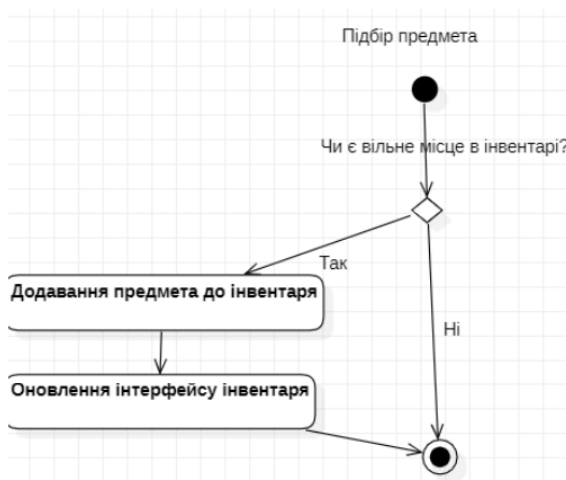 Підбір предмета
Чи є вільне місце в інвентарі?
Так
Додавання предмета до інвентаря
Ні
Оновлення інтерфейсу інвентаря